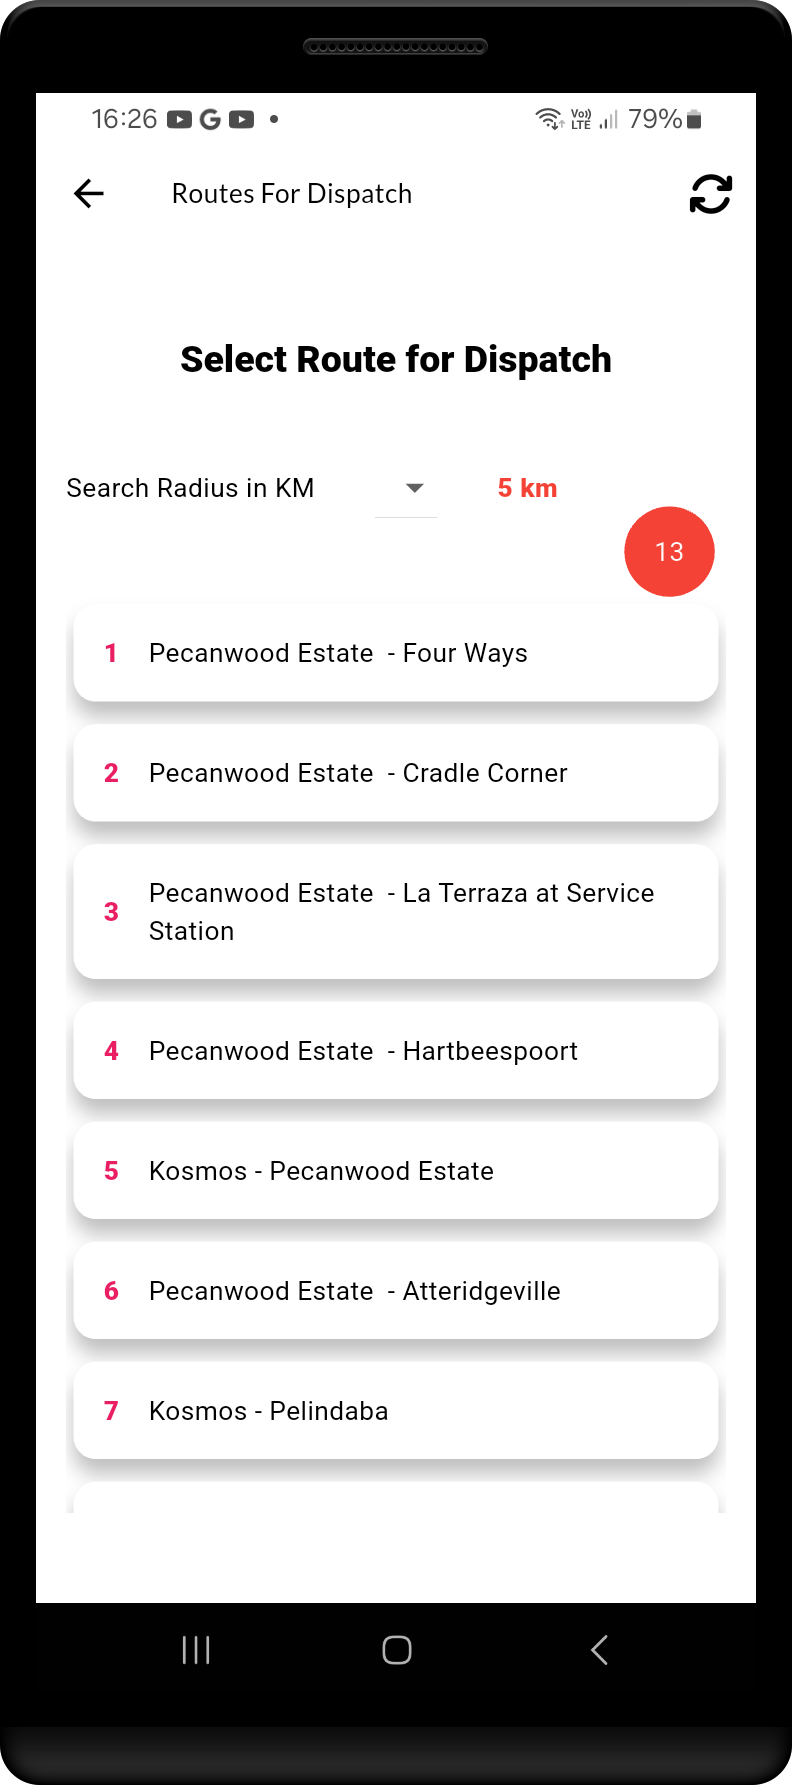 16:26 G 79%
Vo)) LTE
Routes For Dispatch
Select Route for Dispatch
Search Radius in KM 5 km
13
1 Pecanwood Estate - Four Ways
2 Pecanwood Estate - Cradle Corner
3 Pecanwood Estate - La Terraza at Service
Station
4 Pecanwood Estate - Hartbeespoort
5 Kosmos - Pecanwood Estate
6 Pecanwood Estate - Atteridgeville
7 Kosmos - Pelindaba